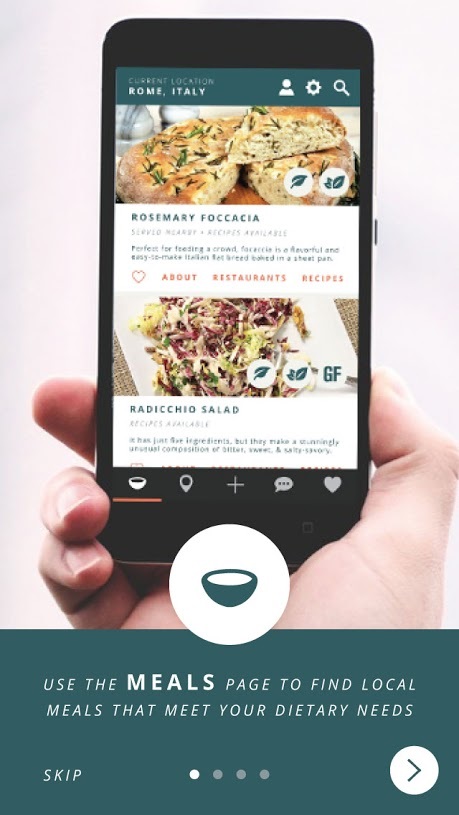 CURRENT LOCATION
ROME, ITALY
ROSEMARY FOCCACIA
SERVED NEARBY • RECIPES AVAILABLE
Perfect for feeding a crowd, focaccia is a flavorful and
easy-to-make Italian flat bread baked in a sheet pan.
ABOUT RESTAURANTS RECIPES
GF
RADICCHIO SALAD
RECIPES AVAILABLE
It has just five ingredients, but they make a stunningly
unusual composition of bitter, sweet, & salty-savory.
USE THE MEALS PAGE TO FIND LOCAL
MEALS THAT MEET YOUR DIETARY NEEDS
SKIP